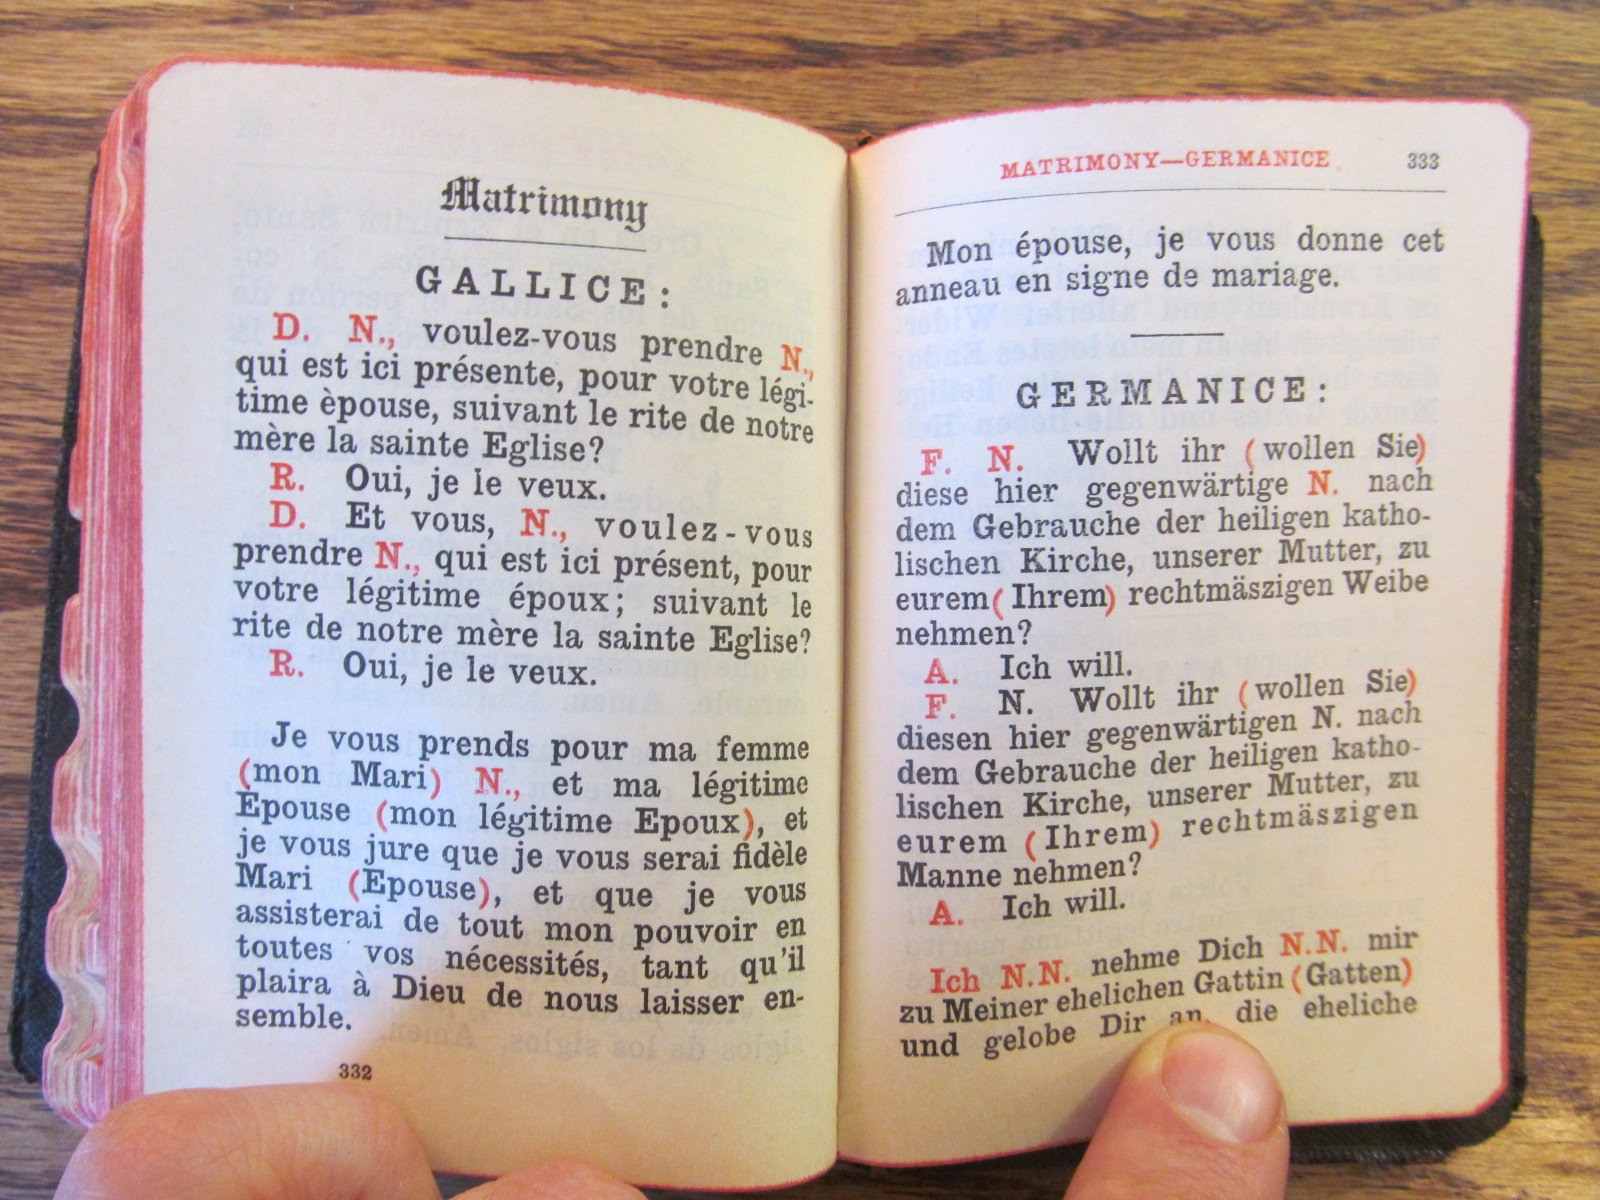 Matrimony
GALLICE:
D. N., voulez-vous prendre N.,
qui est ici présente, pour votre légi-
time èpouse, suivant le rite de notre
mère la sainte Eglise?
R. Oui, je le veux.
D. Et vous, N., voulez-vous
prendre N., qui est ici présent, pour
votre légitime époux; suivant le
rite de notre mère la sainte Eglise?
R. Oui, je le veux.
Je vous prends pour ma femme
(mon Mari) N., et ma légitime
Epouse (mon légitime Epoux), et
je vous jure que je vous serai fidèle
Mari (Epouse), et que je vous
assisterai de tout mon pouvoir en
toutes vos nécessités, tant qu'il
plaira à Dieu de nous laisser en-
semble.
332
MATRIMONY—GERMANICE 333
Mon épouse, je vous donne cet
anneau en signe de mariage.
GERMANICE:
F. N. Wollt ihr (wollen Sie)
diese hier gegenwärtige N. nach
dem Gebrauche der heiligen katho-
lischen Kirche, unserer Mutter, zu
eurem (Ihrem) rechtmäszigen Weibe
nehmen?
A. Ich will.
F. N. Wollt ihr (wollen Sie)
diesen hier gegenwärtigen N. nach
dem Gebrauche der heiligen katho-
lischen Kirche, unserer Mutter, zu
eurem (Ihrem) rechtmäszigen
Manne nehmen?
A. Ich will.
Ich N.N. nehme Dich N.N. mir
zu Meiner ehelichen Gattin (Gatten)
und gelobe Dir an, die eheliche